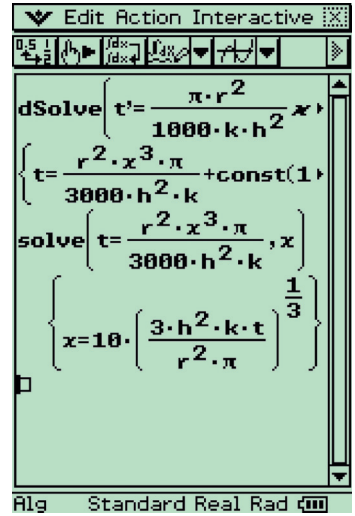 Edit Action Interactive
dSolve(t'=π·r²/(1000·k·h²) x
{t=r²·x³·π/(3000·h²·k)+const(1
solve(t=r²·x³·π/(3000·h²·k),x)
{x=10·(3·h²·k·t/(r²·π))^(1/3)}
Alg Standard Real Rad